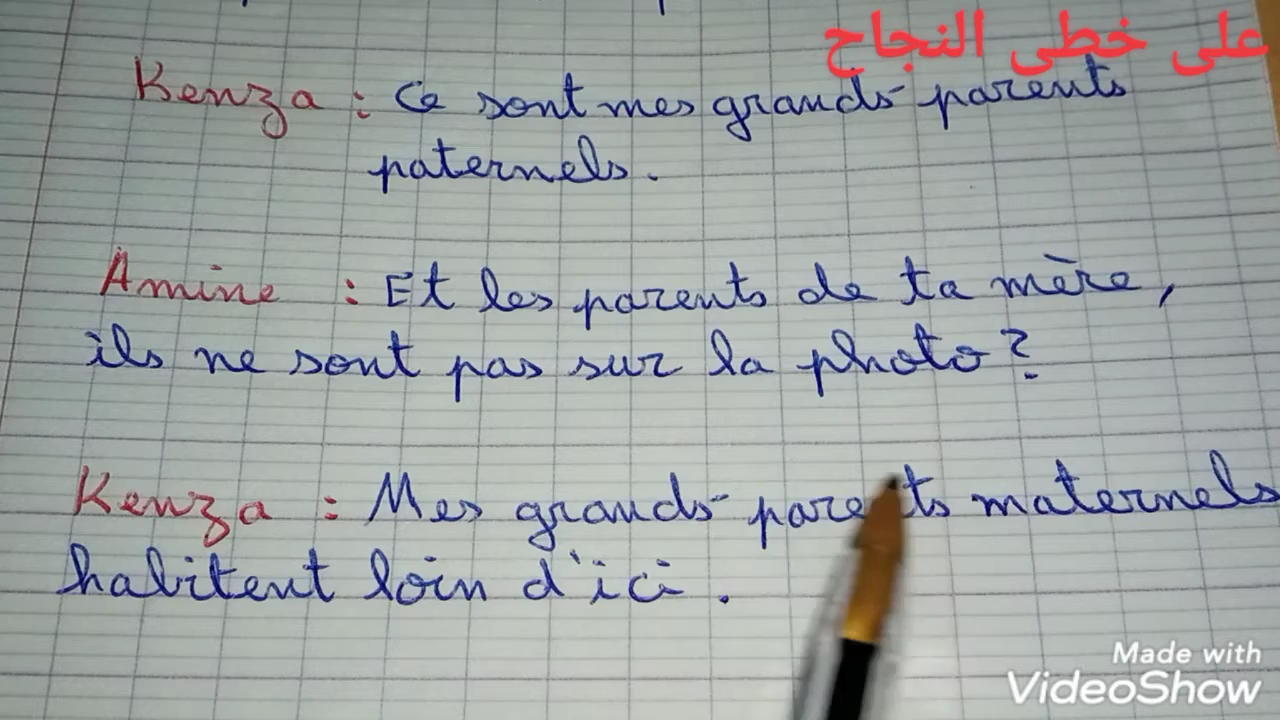 على خطى النجاح
Kenza : Ce sont mes grands-parents
paternels.
Amine : Et les parents de ta mère,
ils ne sont pas sur la photo?
Kenza : Mes grands-parents maternels
habitent loin d'ici.
Made with
VideoShow